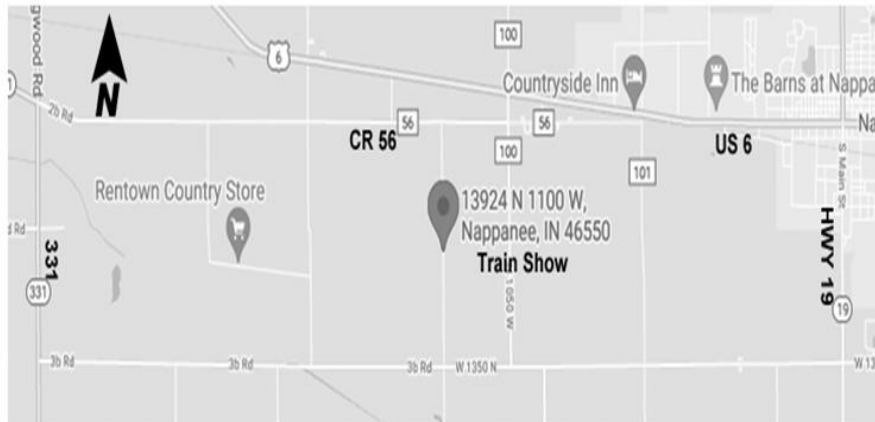 gwood Rd
100
6
Countryside Inn
The Barns at Nappa
N
2b Rd
56
56
CR 56
100
US 6
Na
101
S Main St
Rentown Country Store
13924 N 1100 W,
Nappanee, IN 46550
Train Show
d Rd
331
331
1050 W
HWY 19
19
3b Rd
3b Rd
3b Rd
W 1350 N
W 13